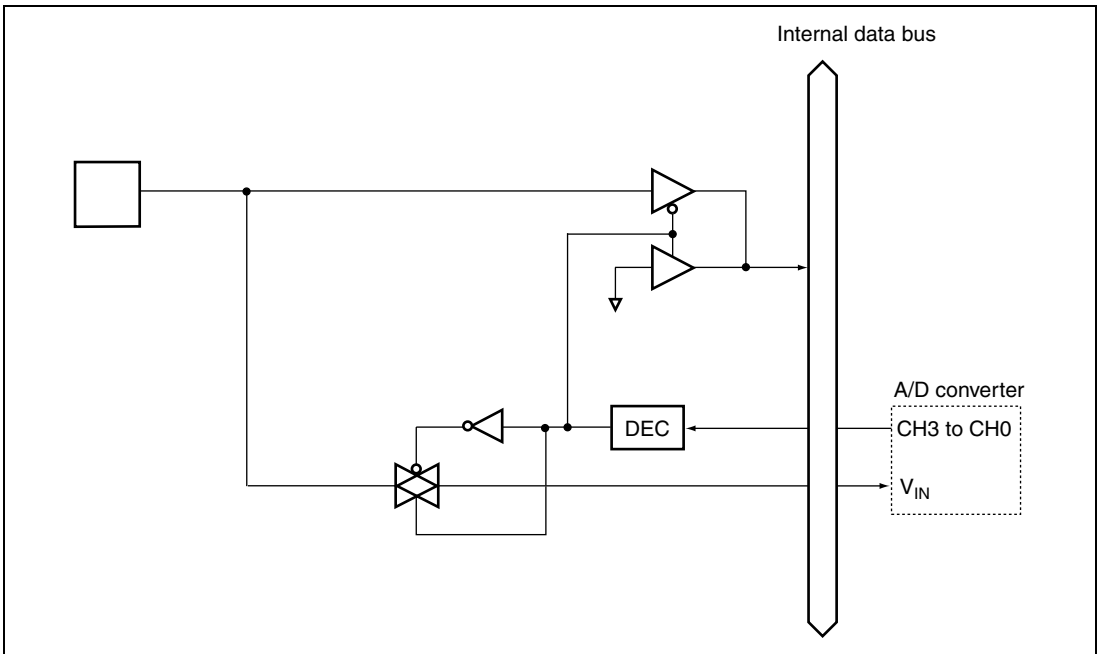 Internal data bus
A/D converter
DEC
CH3 to CH0
VIN